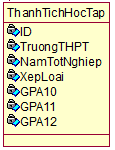 ThanhTichHocTap
ID
TruongTHPT
NamTotNghiep
XepLoai
GPA10
GPA11
GPA12